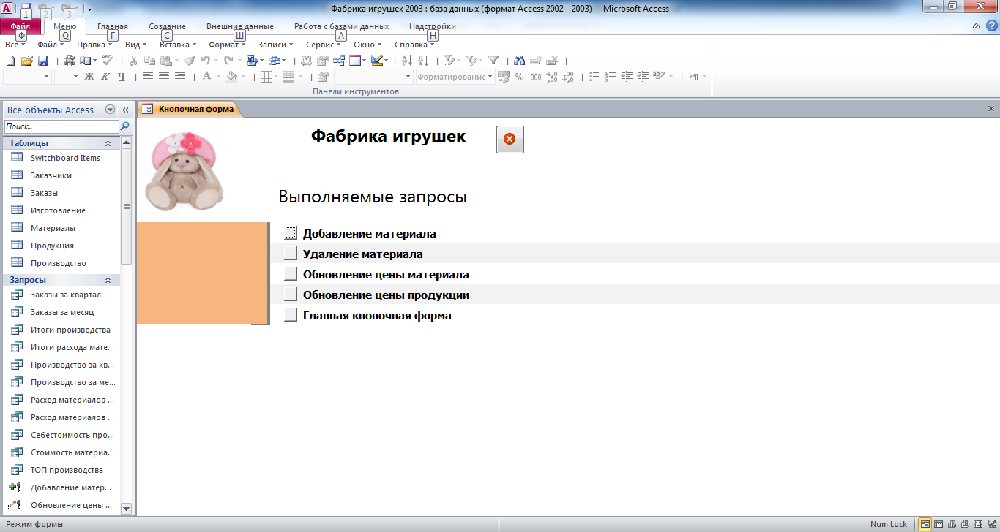 Фабрика игрушек 2003 : база данных (формат Access 2002 - 2003) - Microsoft Access
1 2 3
Файл Меню Главная Создание Внешние данные Работа с базами данных Надстройки
Ф Q Г С Ш А Н
Все Файл Правка Вид Вставка Формат Записи Сервис Окно Справка
Ж К Ч А Форматирование % 000
Панели инструментов
Все объекты Access
Поиск...
Таблицы
Switchboard Items
Заказчики
Заказы
Изготовление
Материалы
Продукция
Производство
Запросы
Заказы за квартал
Заказы за месяц
Итоги производства
Итоги расхода мате...
Производство за кв...
Производство за ме...
Расход материалов ...
Расход материалов ...
Себестоимость про...
Стоимость материа...
ТОП производства
Добавление матер...
Обновление цены ...
Кнопочная форма
Фабрика игрушек
Выполняемые запросы
Добавление материала
Удаление материала
Обновление цены материала
Обновление цены продукции
Главная кнопочная форма
Режим формы
Num Lock